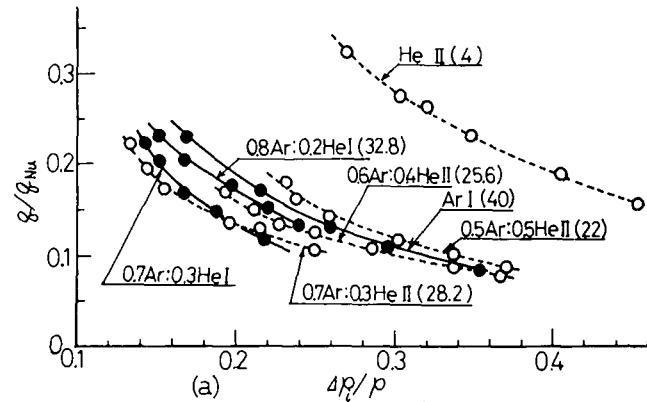 0.3
He II (4)
0.8Ar:0.2He I (32.8)
0.6Ar:0.4He II (25.6)
0.2
Ar I (40)
0.5Ar:0.5He II (22)
0.1
0.7Ar:0.3He I
0.7Ar:0.3He II (28.2)
0
0.1 0.2 0.3 0.4
(a)